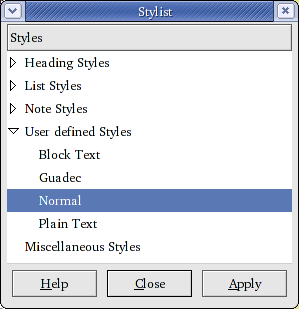 Stylist
Styles
Heading Styles
List Styles
Note Styles
User defined Styles
Block Text
Guadec
Normal
Plain Text
Miscellaneous Styles
Help Close Apply